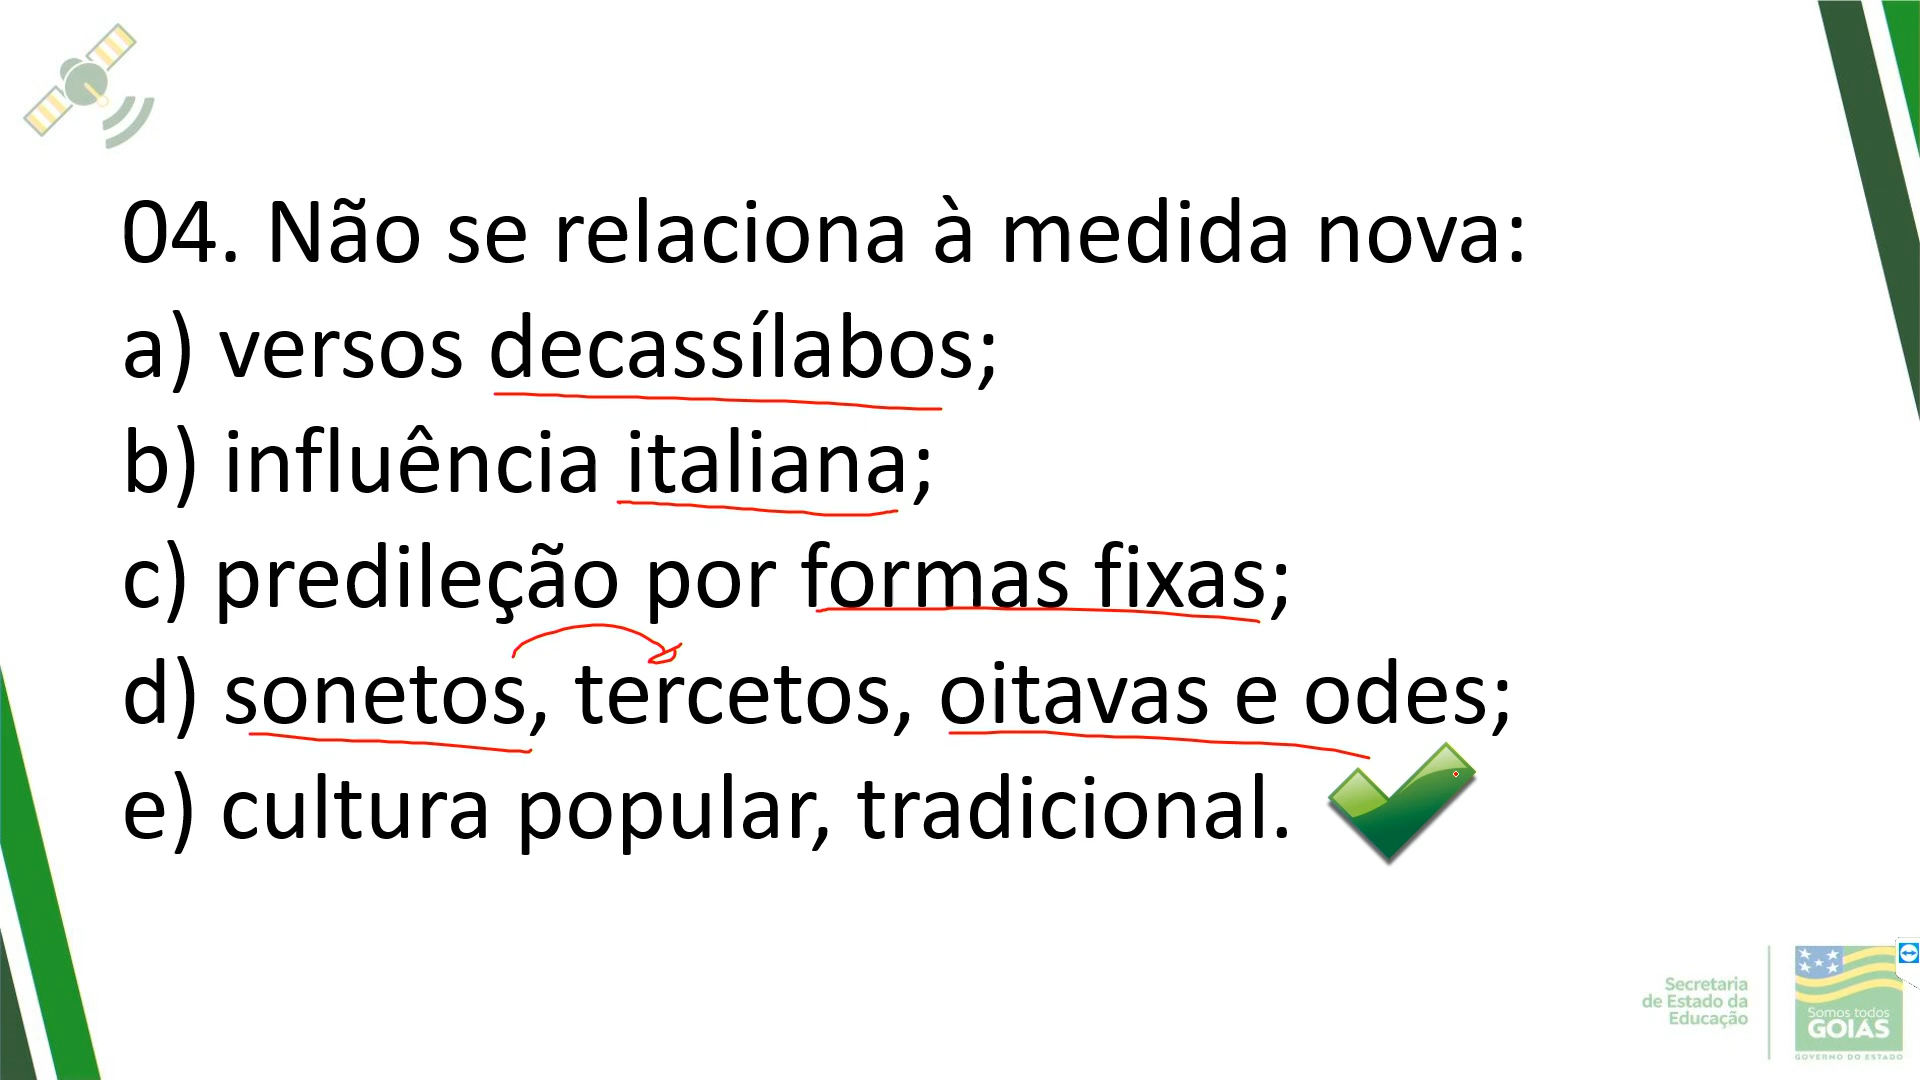 04. Não se relaciona à medida nova:
a) versos decassílabos;
b) influência italiana;
c) predileção por formas fixas;
d) sonetos, tercetos, oitavas e odes;
e) cultura popular, tradicional.
Secretaria
de Estado da
Educação
Somos todos
GOIÁS
GOVERNO DO ESTADO